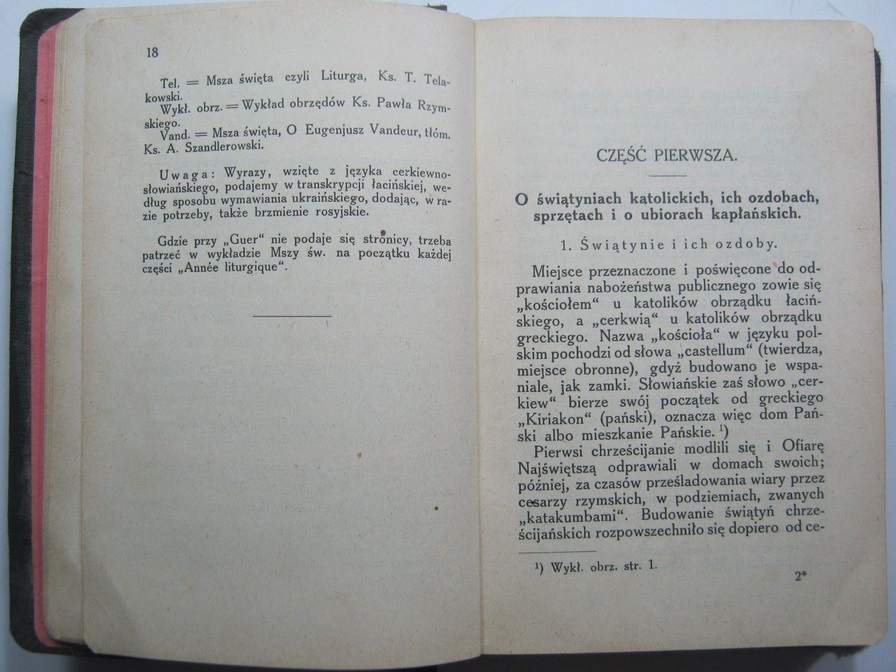 18
Tel. = Msza święta czyli Liturga, Ks. T. Tela-
kowski.
Wykł. obrz. = Wykład obrzędów Ks. Pawła Rzym-
skiego.
Vand. = Msza święta, O Eugenjusz Vandeur, tłóm.
Ks. A. Szandlerowski.
Uwaga: Wyrazy, wzięte z języka cerkiewno-
słowiańskiego, podajemy w transkrypcji łacińskiej, we-
dług sposobu wymawiania ukraińskiego, dodając, w ra-
zie potrzeby, także brzmienie rosyjskie.
Gdzie przy „Guer" nie podaje się stronicy, trzeba
patrzeć w wykładzie Mszy św. na początku każdej
części „Année liturgique".
CZĘŚĆ PIERWSZA.
O świątyniach katolickich, ich ozdobach,
sprzętach i o ubiorach kapłańskich.
1. Świątynie i ich ozdoby.
Miejsce przeznaczone i poświęcone do od-
prawiania nabożeństwa publicznego zowie się
„kościołem" u katolików obrządku łaciń-
skiego, a „cerkwią" u katolików obrządku
greckiego. Nazwa „kościoła" w języku pol-
skim pochodzi od słowa „castellum" (twierdza,
miejsce obronne), gdyż budowano je wspa-
niale, jak zamki. Słowiańskie zaś słowo „cer-
kiew" bierze swój początek od greckiego
„Kiriakon" (pański), oznacza więc dom Pań-
ski albo mieszkanie Pańskie. ¹)
Pierwsi chrześcijanie modlili się i Ofiarę
Najświętszą odprawiali w domach swoich;
później, za czasów prześladowania wiary przez
cesarzy rzymskich, w podziemiach, zwanych
„katakumbami". Budowanie świątyń chrze-
ścijańskich rozpowszechniło się dopiero od ce-
¹) Wykł. obrz. str. 1.
2*